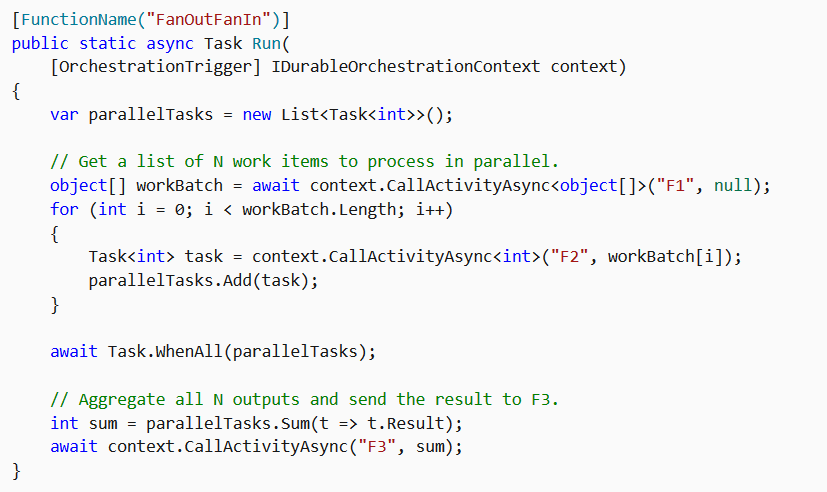 [FunctionName("FanOutFanIn")]
public static async Task Run(
    [OrchestrationTrigger] IDurableOrchestrationContext context)
{
    var parallelTasks = new List<Task<int>>();

    // Get a list of N work items to process in parallel.
    object[] workBatch = await context.CallActivityAsync<object[]>("F1", null);
    for (int i = 0; i < workBatch.Length; i++)
    {
        Task<int> task = context.CallActivityAsync<int>("F2", workBatch[i]);
        parallelTasks.Add(task);
    }

    await Task.WhenAll(parallelTasks);

    // Aggregate all N outputs and send the result to F3.
    int sum = parallelTasks.Sum(t => t.Result);
    await context.CallActivityAsync("F3", sum);
}